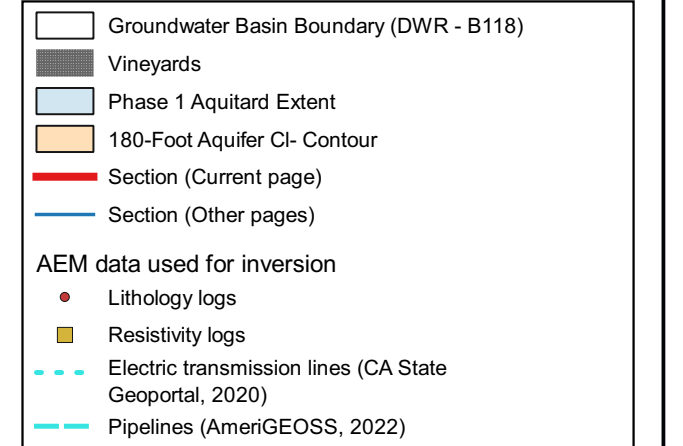 Groundwater Basin Boundary (DWR - B118)
Vineyards
Phase 1 Aquitard Extent
180-Foot Aquifer Cl- Contour
Section (Current page)
Section (Other pages)
AEM data used for inversion
Lithology logs
Resistivity logs
Electric transmission lines (CA State
Geoportal, 2020)
Pipelines (AmeriGEOSS, 2022)